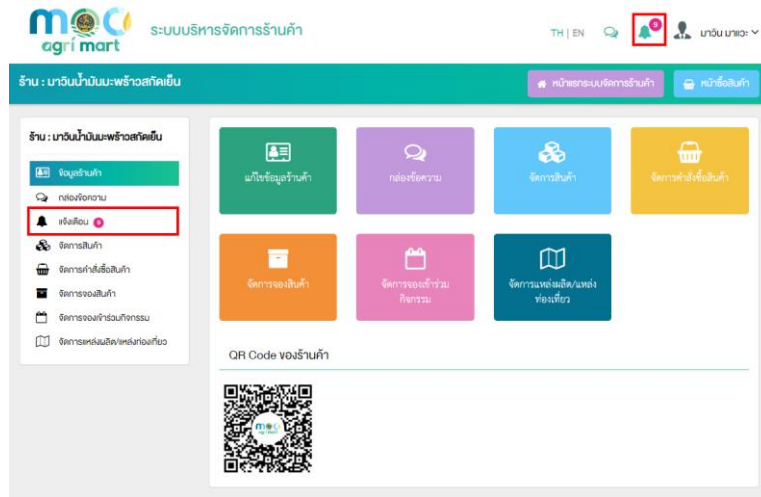 moc
agri mart
ระบบบริหารจัดการร้านค้า
TH | EN
9
มาวิน มาแวะ
ร้าน : มาวินน้ำมันมะพร้าวสกัดเย็น
หน้าแรกระบบจัดการร้านค้า
หน้าซื้อสินค้า
ร้าน : มาวินน้ำมันมะพร้าวสกัดเย็น
ข้อมูลร้านค้า
กล่องข้อความ
แจ้งเตือน 9
จัดการสินค้า
จัดการคำสั่งซื้อสินค้า
จัดการจองสินค้า
จัดการจองเข้าร่วมกิจกรรม
จัดการแหล่งผลิต/แหล่งท่องเที่ยว
แก้ไขข้อมูลร้านค้า
กล่องข้อความ
จัดการสินค้า
จัดการคำสั่งซื้อสินค้า
จัดการจองสินค้า
จัดการจองเข้าร่วม
กิจกรรม
จัดการแหล่งผลิต/แหล่ง
ท่องเที่ยว
QR Code ของร้านค้า
moc